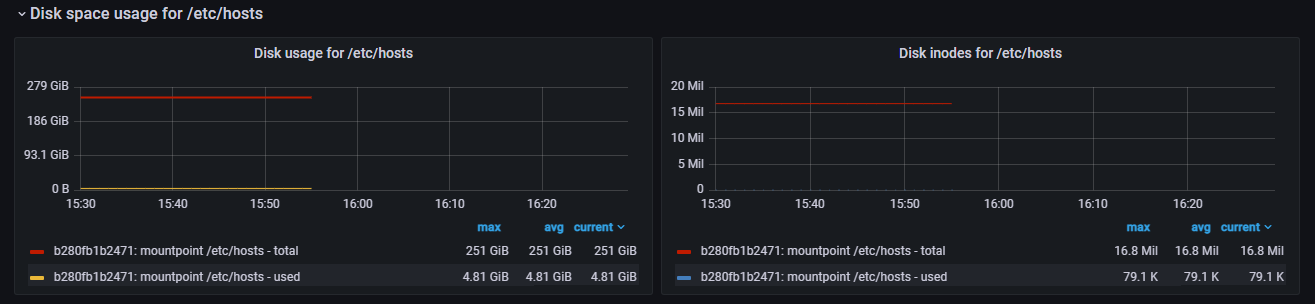 Disk space usage for /etc/hosts
Disk usage for /etc/hosts
279 GiB
186 GiB
93.1 GiB
0 B
15:30 15:40 15:50 16:00 16:10 16:20
max avg current
b280fb1b2471: mountpoint /etc/hosts - total 251 GiB 251 GiB 251 GiB
b280fb1b2471: mountpoint /etc/hosts - used 4.81 GiB 4.81 GiB 4.81 GiB
Disk inodes for /etc/hosts
20 Mil
15 Mil
10 Mil
5 Mil
0
15:30 15:40 15:50 16:00 16:10 16:20
max avg current
b280fb1b2471: mountpoint /etc/hosts - total 16.8 Mil 16.8 Mil 16.8 Mil
b280fb1b2471: mountpoint /etc/hosts - used 79.1 K 79.1 K 79.1 K